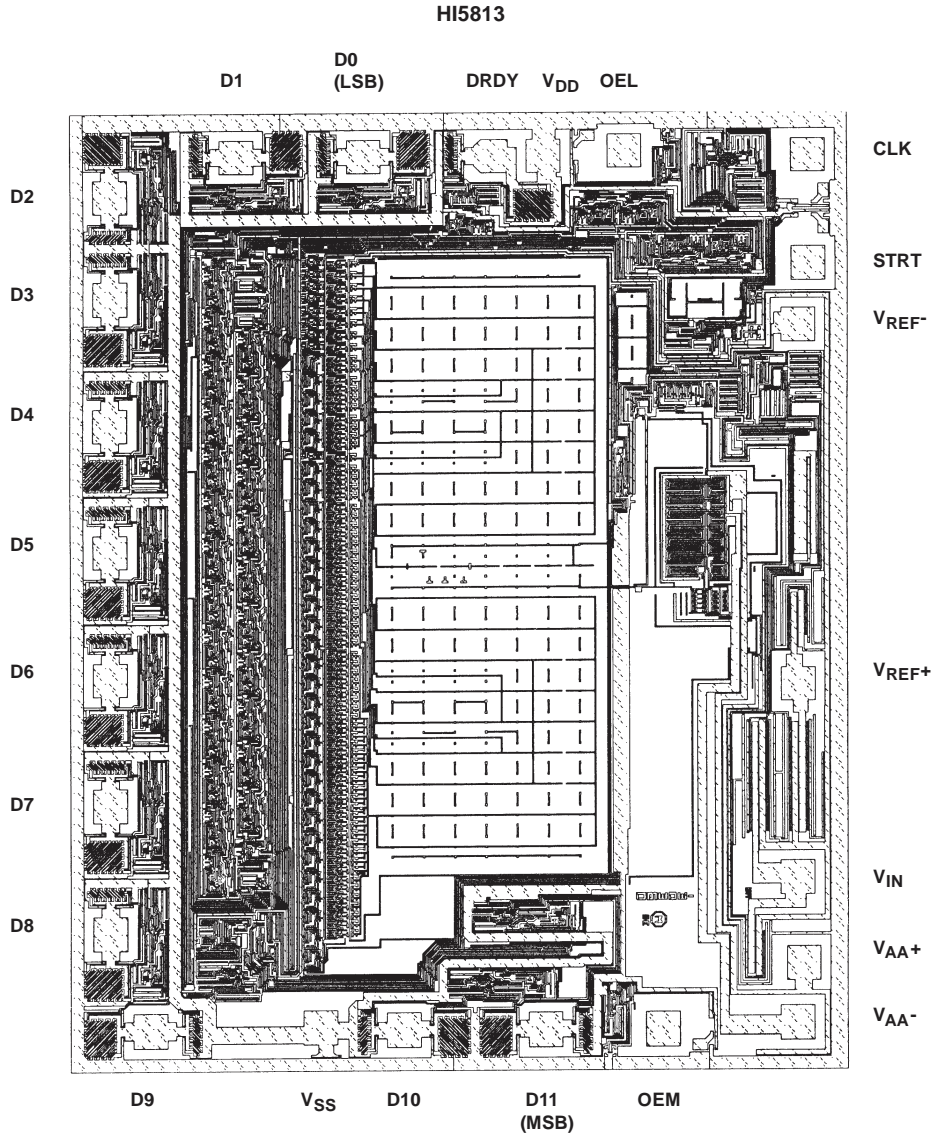 HI5813
D1
D0
(LSB)
DRDY
VDD
OEL
CLK
D2
STRT
D3
VREF-
D4
D5
D6
VREF+
D7
VIN
D8
VAA+
VAA-
D9
VSS
D10
D11
(MSB)
OEM